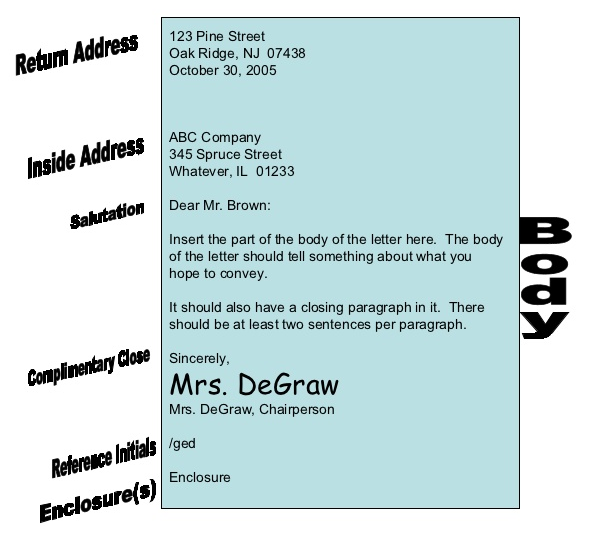 Return Address
123 Pine Street
Oak Ridge, NJ  07438
October 30, 2005
Inside Address
ABC Company
345 Spruce Street
Whatever, IL  01233
Salutation
Dear Mr. Brown:
Body
Insert the part of the body of the letter here.  The body
of the letter should tell something about what you
hope to convey.
It should also have a closing paragraph in it.  There
should be at least two sentences per paragraph.
Complimentary Close
Sincerely,
Mrs. DeGraw
Mrs. DeGraw, Chairperson
Reference Initials
/ged
Enclosure(s)
Enclosure